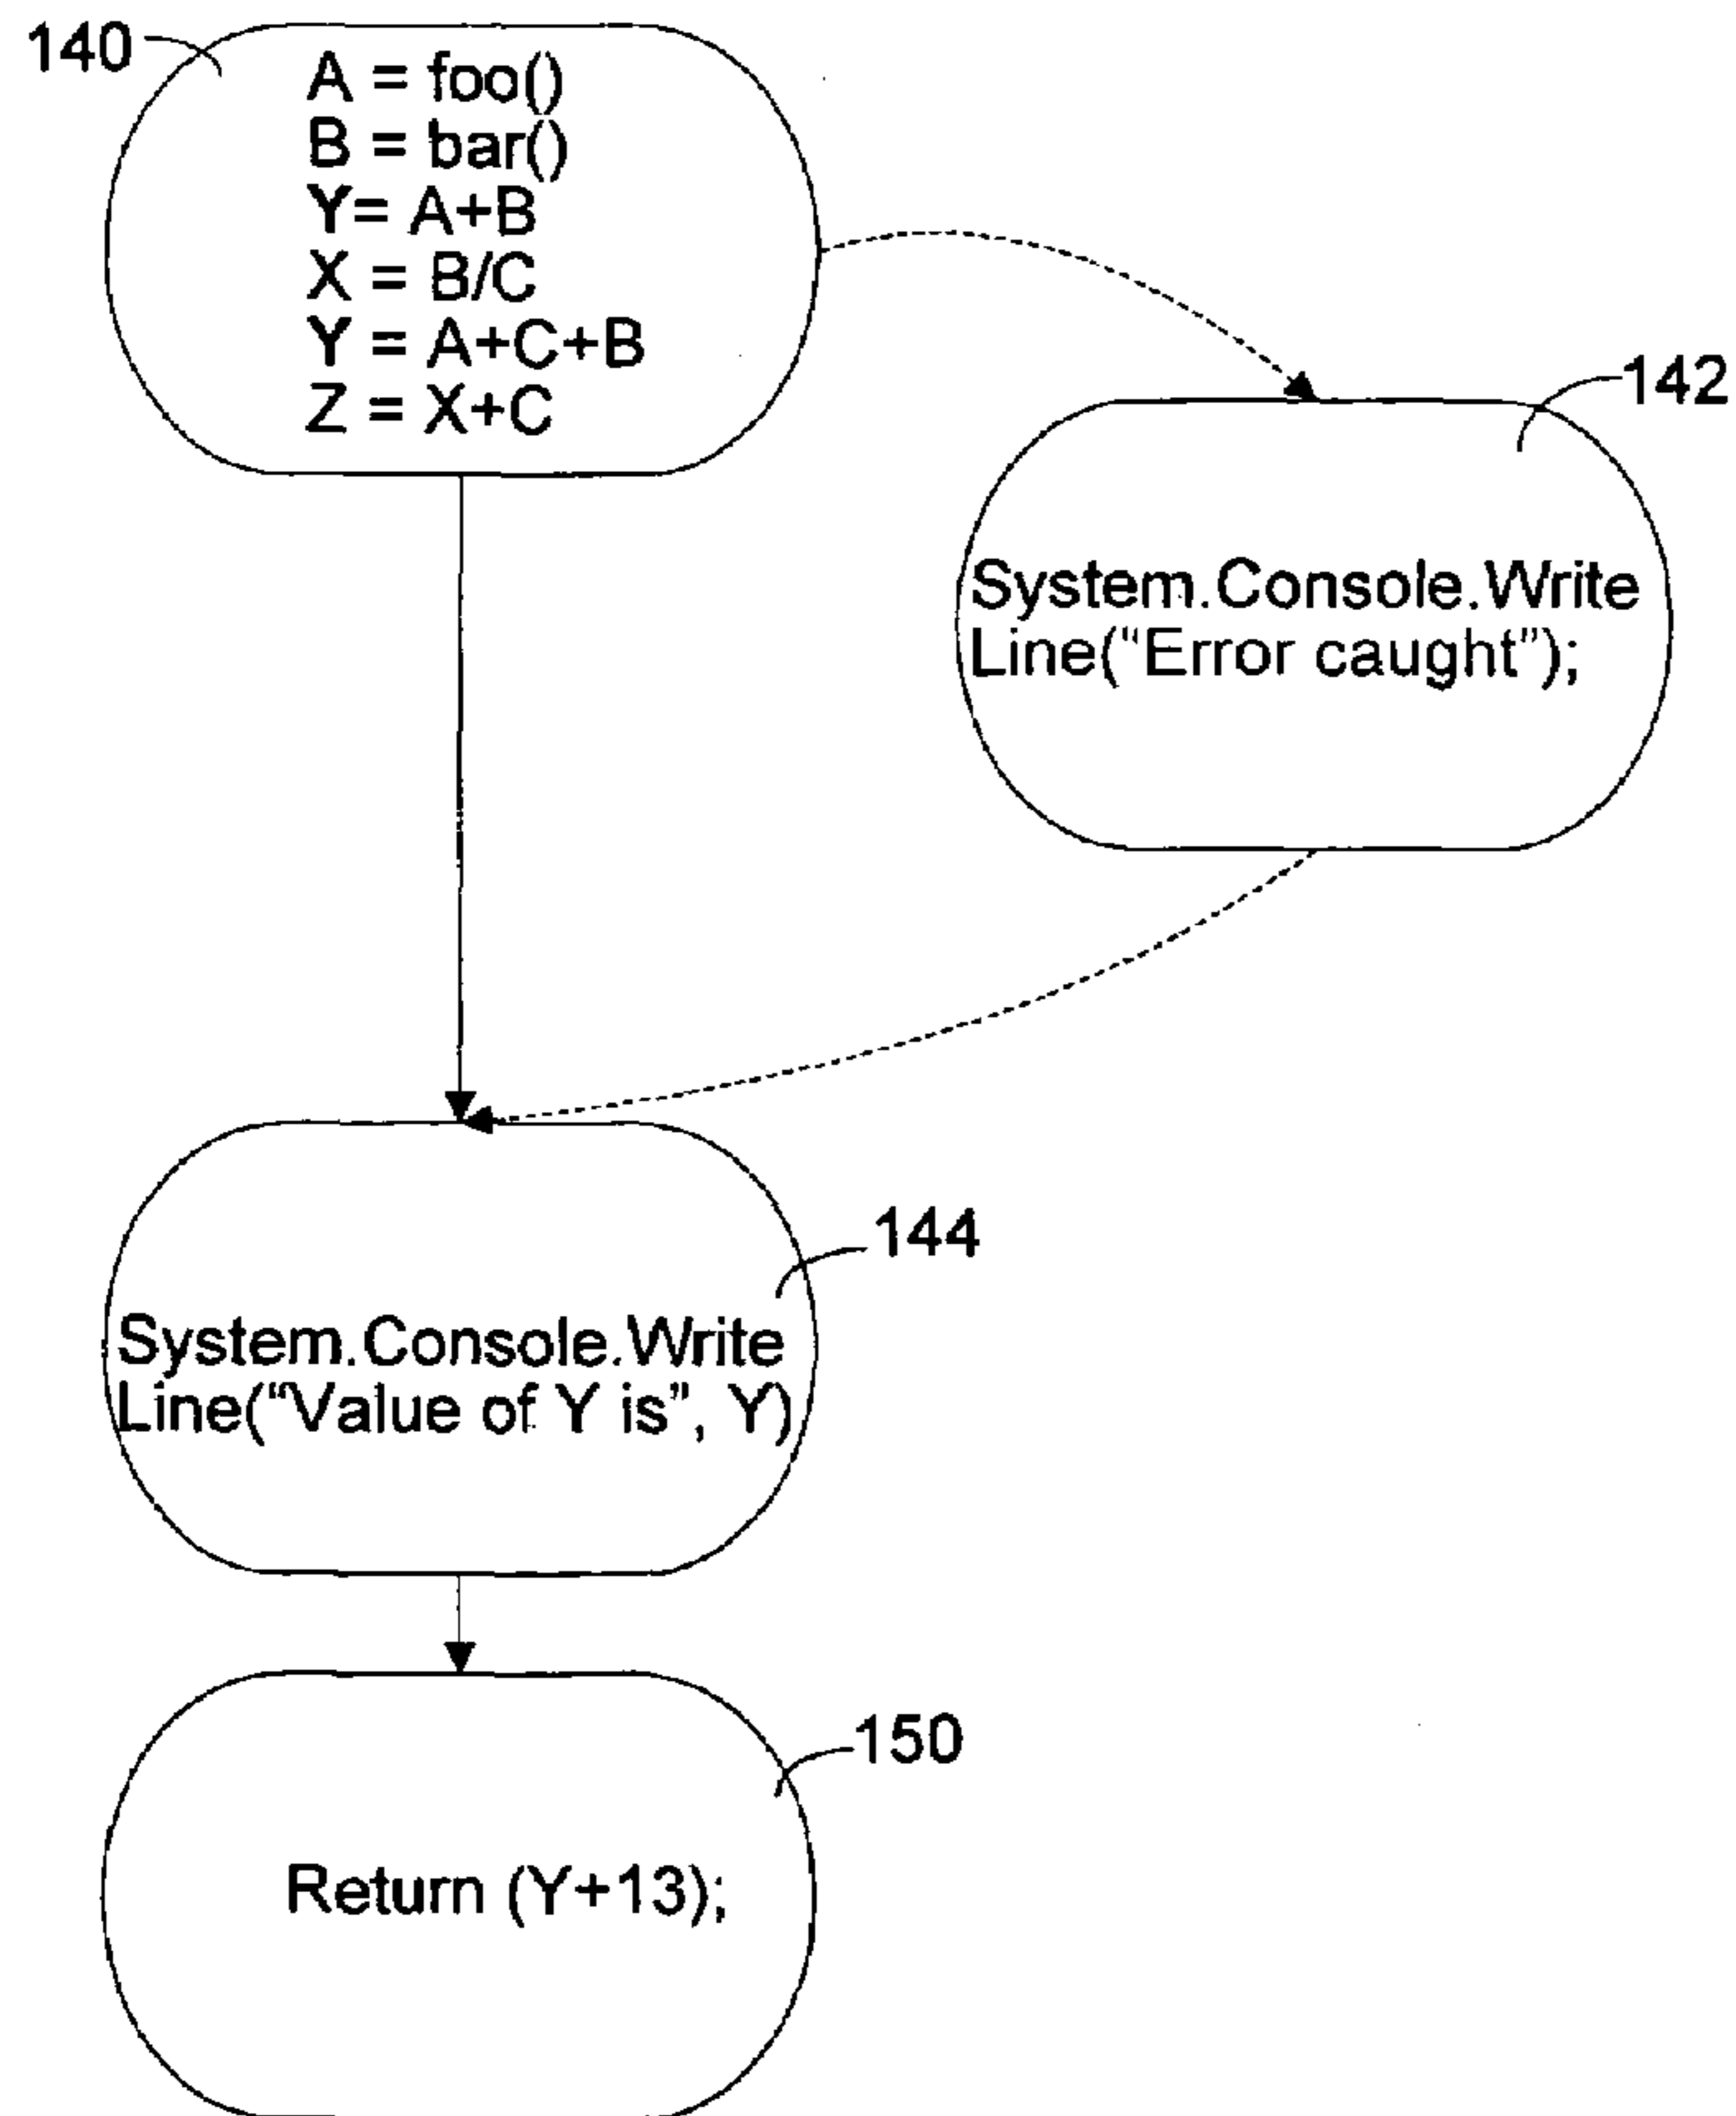 140
A = foo()
B = bar()
Y= A+B
X = B/C
Y = A+C+B
Z = X+C
142
System.Console.Write
Line("Error caught");
144
System.Console.Write
Line("Value of Y is", Y)
150
Return (Y+13);